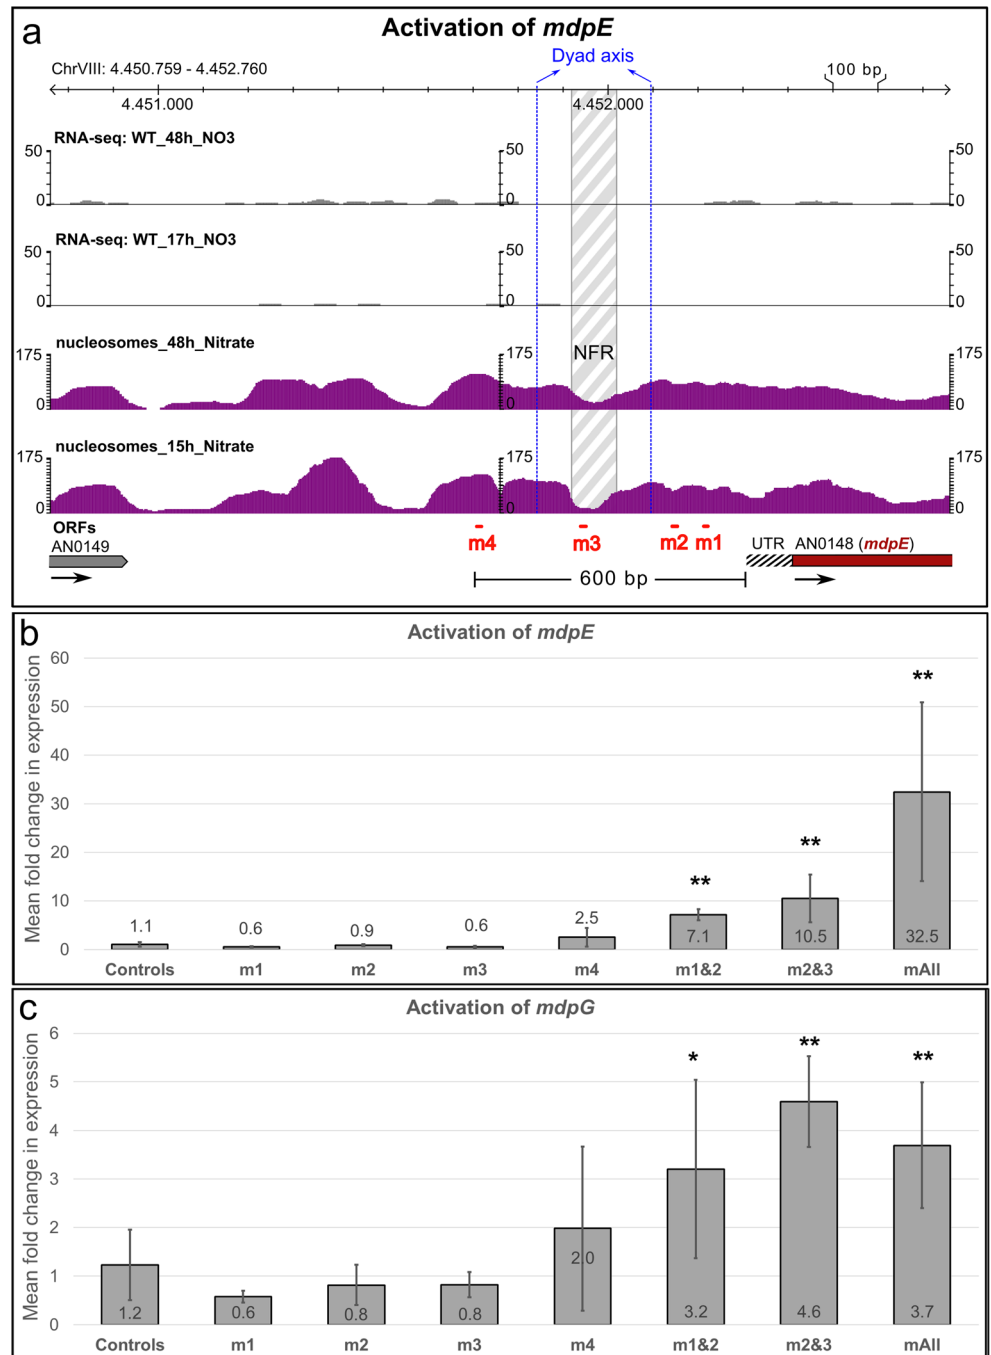 a
Activation of mdpE
Dyad axis
ChrVIII: 4.450.759 - 4.452.760
100 bp
4.451.000
4.452.000
RNA-seq: WT_48h_NO3
50
50
50
0
0
0
RNA-seq: WT_17h_NO3
50
50
50
0
0
0
nucleosomes_48h_Nitrate
NFR
175
175
175
0
0
0
nucleosomes_15h_Nitrate
175
175
175
0
0
0
ORFs
m4
m3
m2
m1
AN0149
UTR
AN0148 (mdpE)
600 bp
b
Activation of mdpE
Mean fold change in expression
60
50
40
30
20
10
0
1.1
0.6
0.9
0.6
2.5
7.1
10.5
32.5
**
**
**
Controls
m1
m2
m3
m4
m1&2
m2&3
mAll
c
Activation of mdpG
Mean fold change in expression
6
5
4
3
2
1
0
1.2
0.6
0.8
0.8
2.0
3.2
4.6
3.7
*
**
**
Controls
m1
m2
m3
m4
m1&2
m2&3
mAll